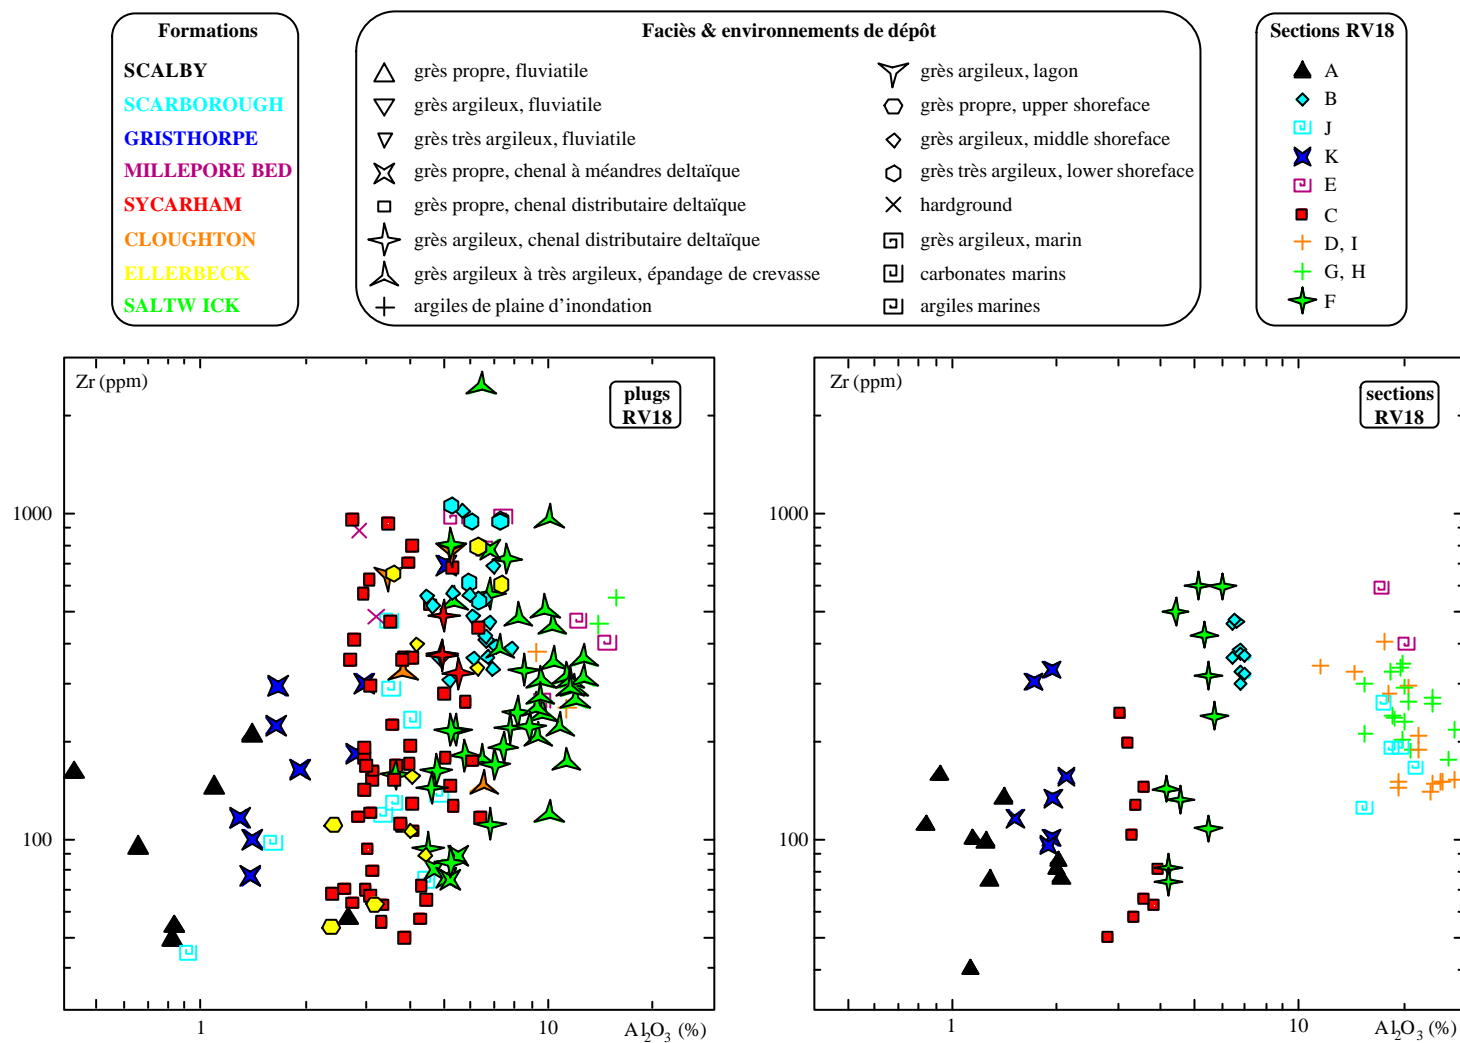 Formations
SCALBY
SCARBOROUGH
GRISTHORPE
MILLEPORE BED
SYCARHAM
CLOUGHTON
ELLERBECK
SALTW ICK
Faciès & environnements de dépôt
grès propre, fluviatile
grès argileux, fluviatile
grès très argileux, fluviatile
grès propre, chenal à méandres deltaïque
grès propre, chenal distributaire deltaïque
grès argileux, chenal distributaire deltaïque
grès argileux à très argileux, épandage de crevasse
argiles de plaine d'inondation
grès argileux, lagon
grès propre, upper shoreface
grès argileux, middle shoreface
grès très argileux, lower shoreface
hardground
grès argileux, marin
carbonates marins
argiles marines
Sections RV18
A
B
J
K
E
C
D, I
G, H
F
Zr (ppm)
plugs
RV18
1000
100
1
10
Al₂O₃ (%)
Zr (ppm)
sections
RV18
1000
100
1
10
Al₂O₃ (%)